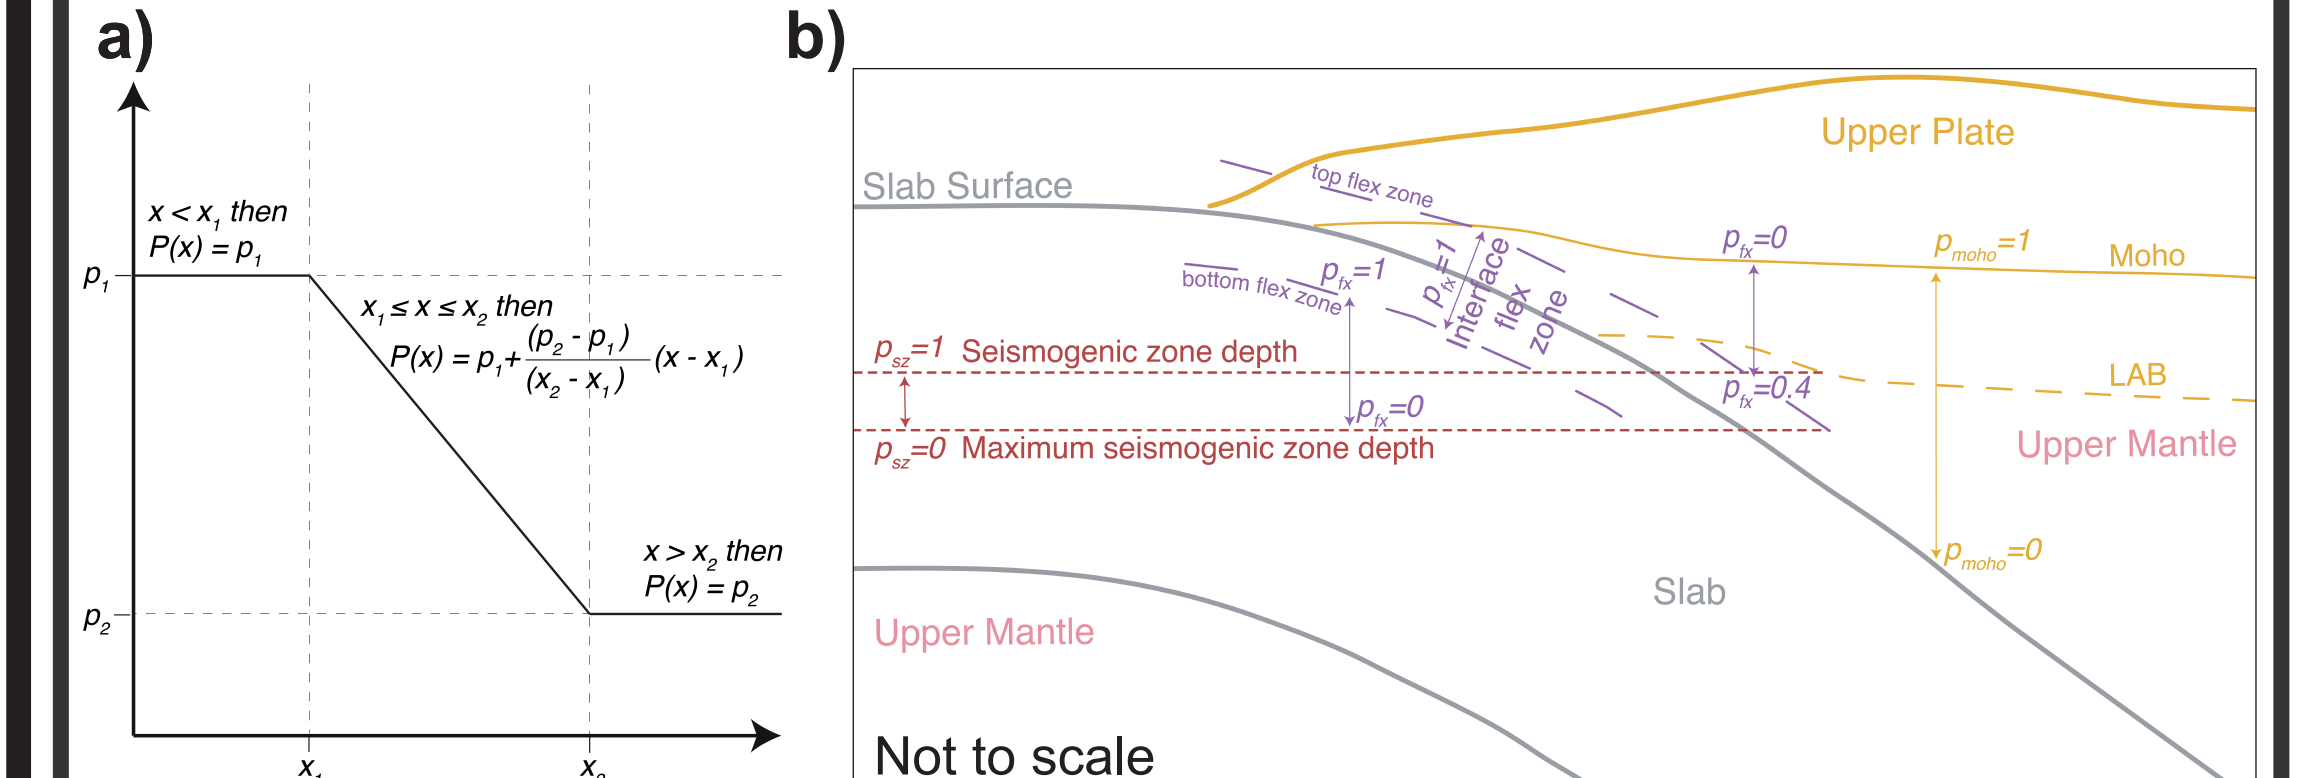 a)
x < x1 then
P(x) = p1
p1
x1 ≤ x ≤ x2 then
P(x) = p1+ (p2 - p1) / (x2 - x1) (x - x1)
x > x2 then
P(x) = p2
p2
x1
x2
b)
Upper Plate
Slab Surface
top flex zone
pfx=0
pmoho=1
Moho
pfx=1
pfx=1
Interface
flex
zone
bottom flex zone
psz=1 Seismogenic zone depth
pfx=0.4
LAB
pfx=0
psz=0 Maximum seismogenic zone depth
Upper Mantle
pmoho=0
Slab
Upper Mantle
Not to scale